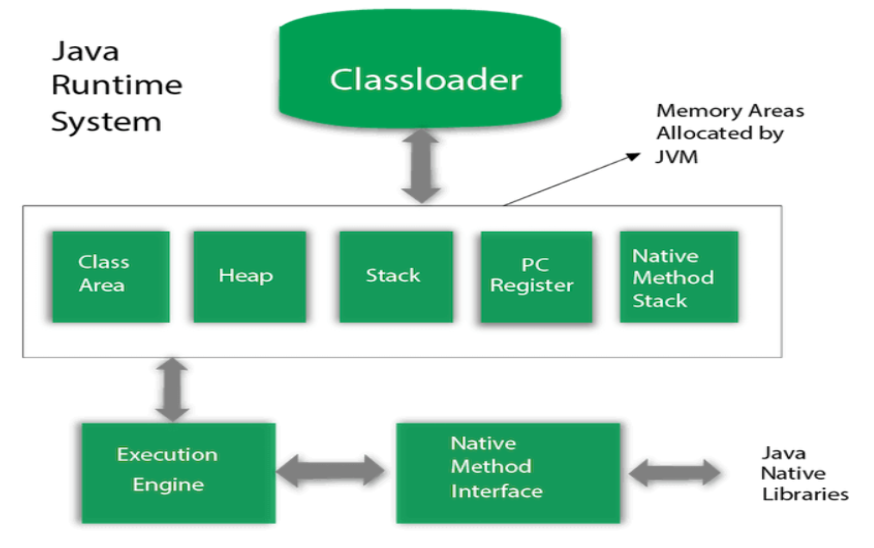 Java
Runtime
System
Classloader
Memory Areas
Allocated by
JVM
Class
Area
Heap
Stack
PC
Register
Native
Method
Stack
Execution
Engine
Native
Method
Interface
Java
Native
Libraries